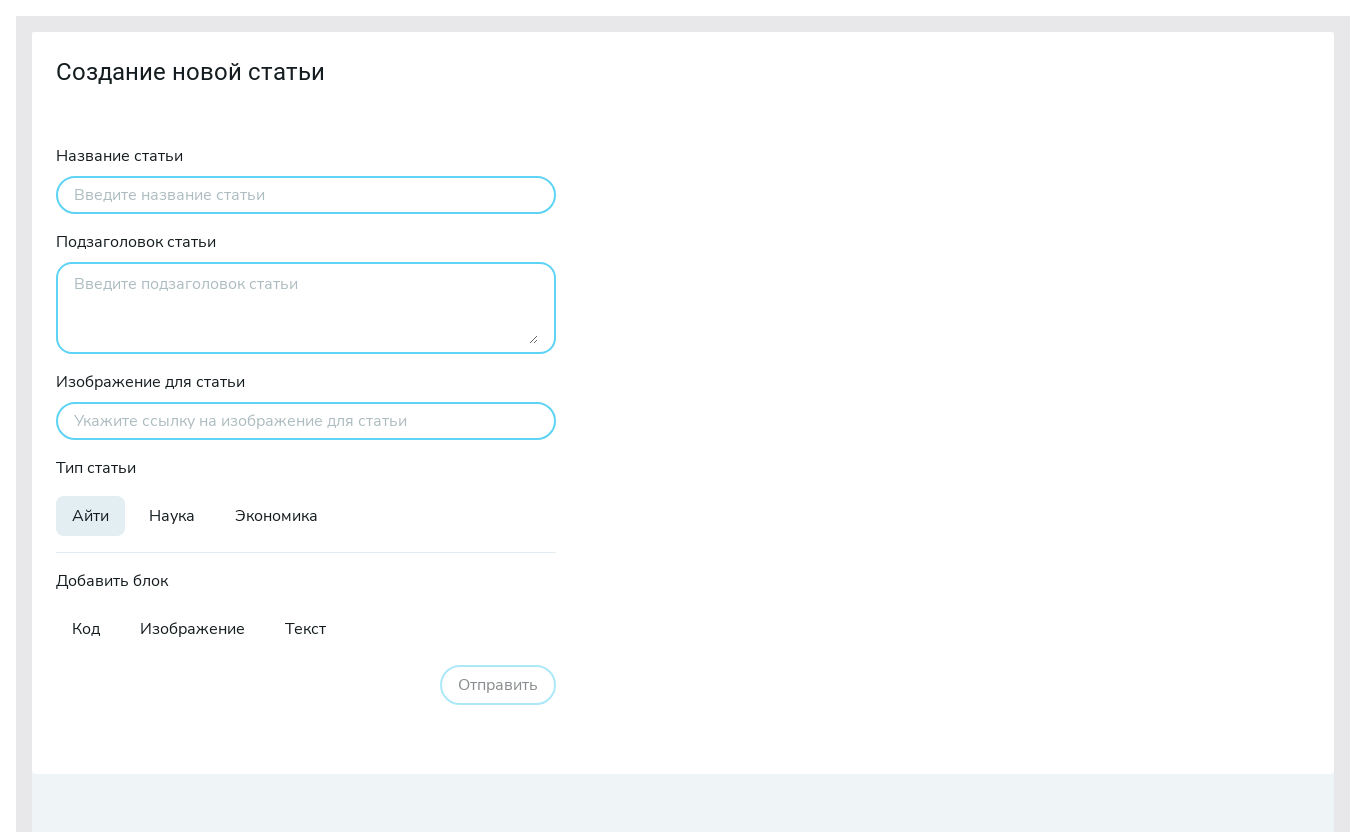 Создание новой статьи
Название статьи
Введите название статьи
Подзаголовок статьи
Введите подзаголовок статьи
Изображение для статьи
Укажите ссылку на изображение для статьи
Тип статьи
Айти Наука Экономика
Добавить блок
Код Изображение Текст
Отправить